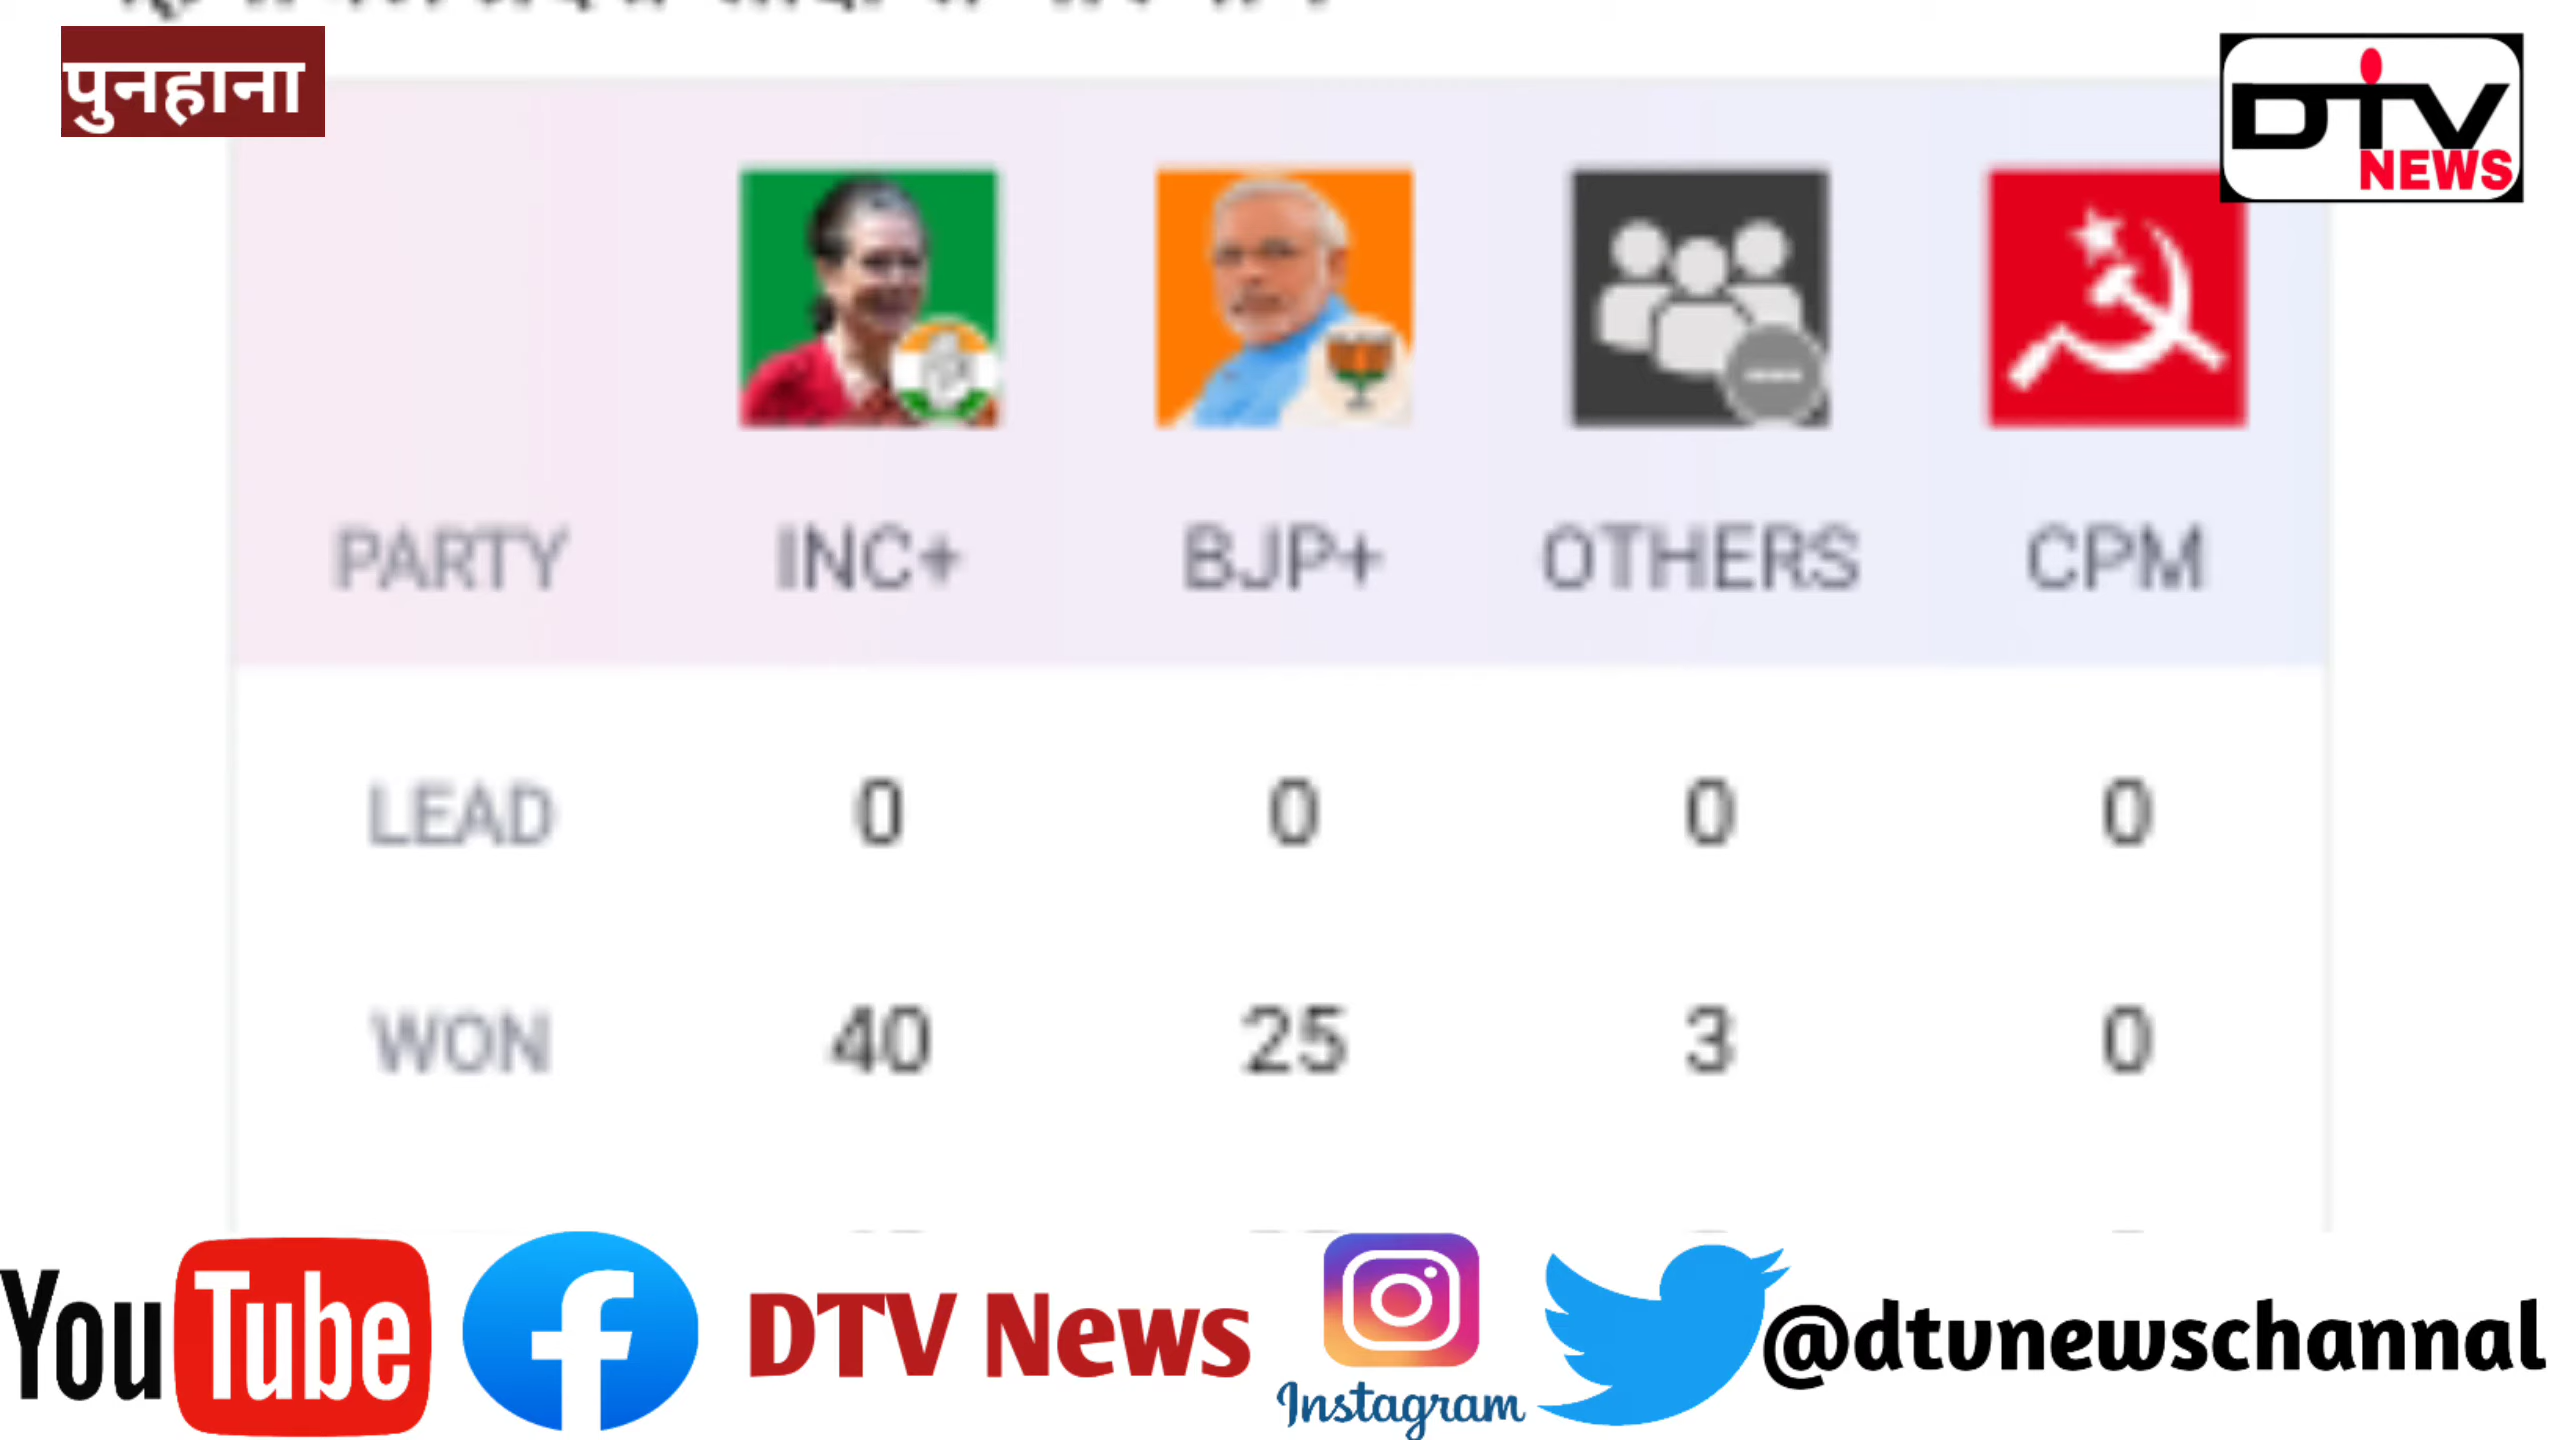 पुनहाना
DTV
NEWS
PARTY INC+ BJP+ OTHERS CPM
LEAD 0 0 0 0
WON 40 25 3 0
YouTube DTV News Instagram @dtvnewschannal